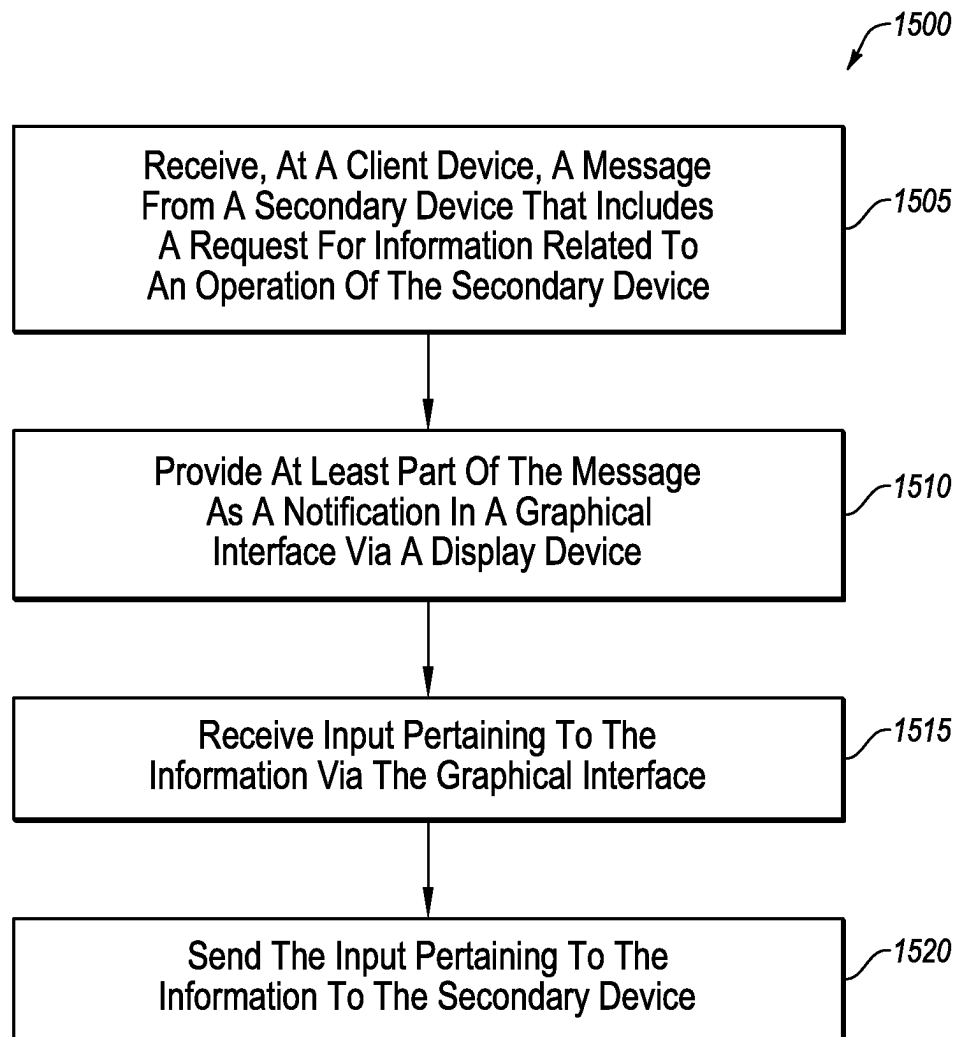 1500
Receive, At A Client Device, A Message
From A Secondary Device That Includes
A Request For Information Related To
An Operation Of The Secondary Device
1505
Provide At Least Part Of The Message
As A Notification In A Graphical
Interface Via A Display Device
1510
Receive Input Pertaining To The
Information Via The Graphical Interface
1515
Send The Input Pertaining To The
Information To The Secondary Device
1520